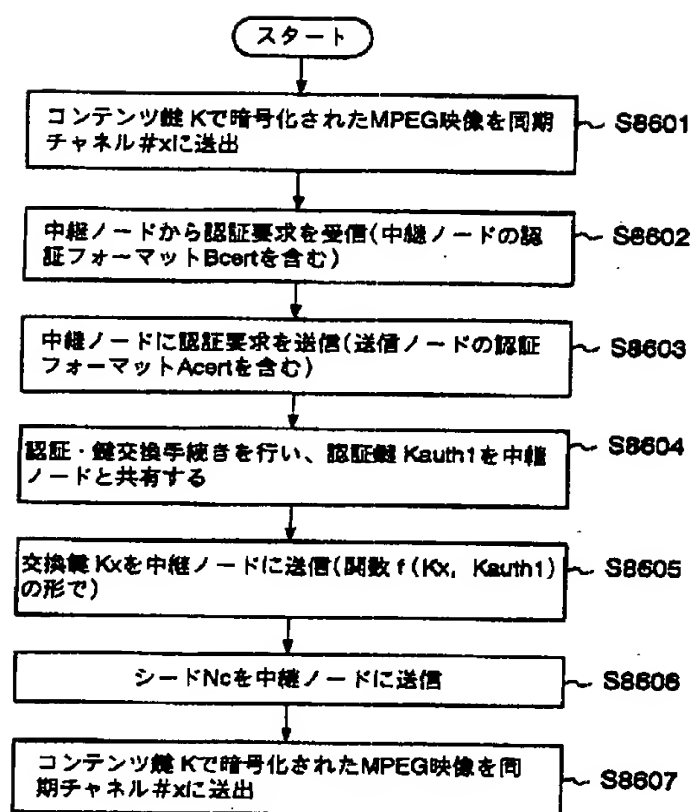 スタート
コンテンツ鍵 Kで暗号化されたMPEG映像を同期
チャネル#xに送出
S8601
中継ノードから認証要求を受信(中継ノードの認
証フォーマットBcertを含む)
S8602
中継ノードに認証要求を送信(送信ノードの認証
フォーマットAcertを含む)
S8603
認証・鍵交換手続きを行い、認証鍵 Kauth1を中継
ノードと共有する
S8604
交換鍵 Kxを中継ノードに送信(関数 f(Kx, Kauth1)
の形で)
S8605
シードNcを中継ノードに送信
S8606
コンテンツ鍵 Kで暗号化されたMPEG映像を同
期チャネル#xに送出
S8607